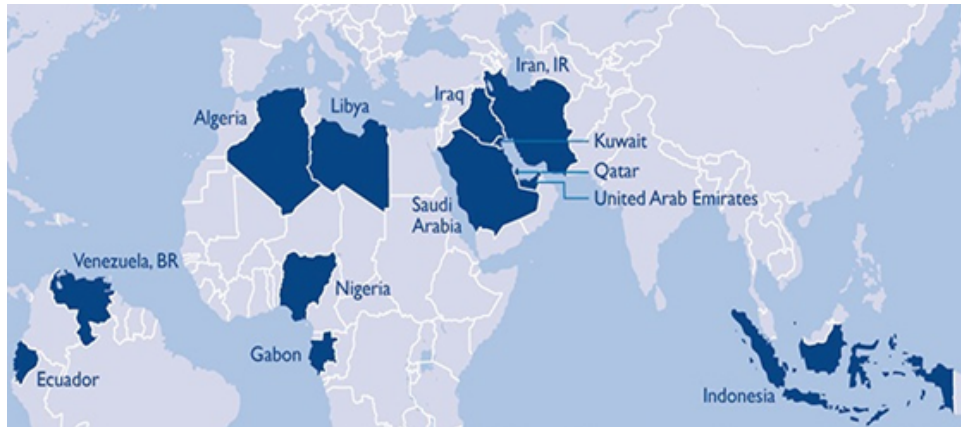 Iran, IR
Algeria
Libya
Iraq
Kuwait
Qatar
United Arab Emirates
Saudi
Arabia
Venezuela, BR
Nigeria
Gabon
Ecuador
Indonesia